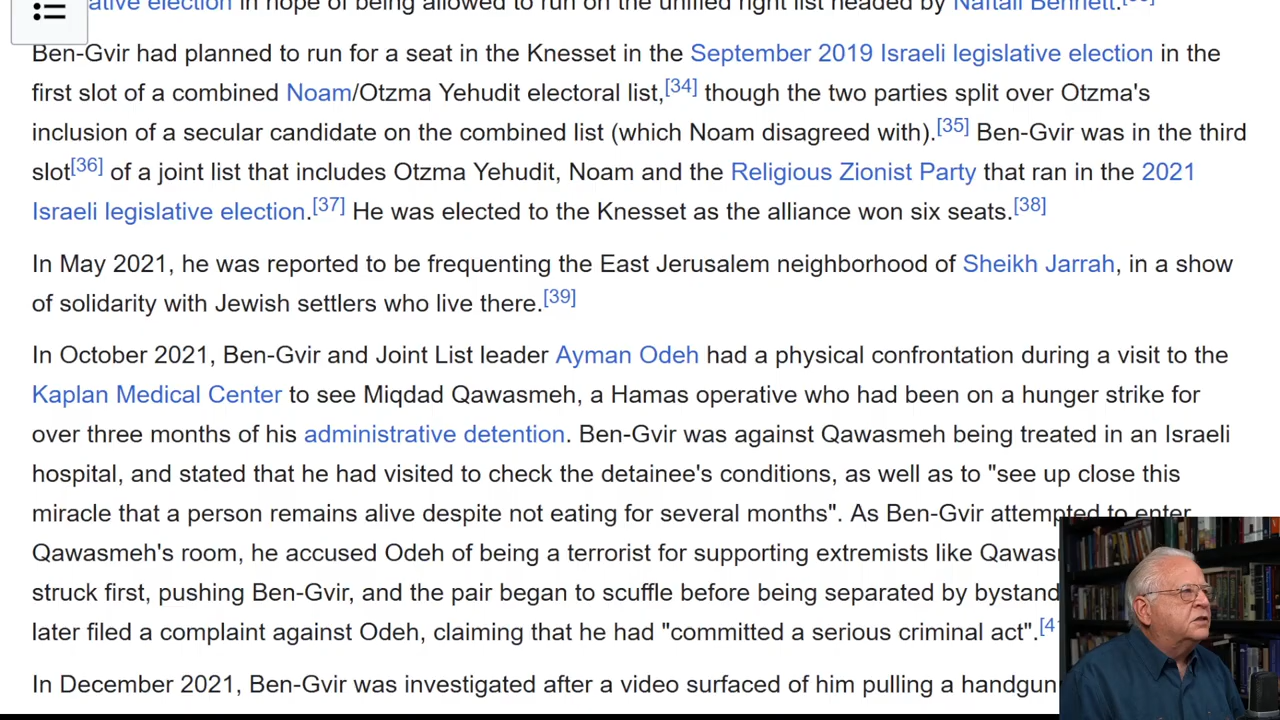 ative election in hope of being allowed to run on the unified right list headed by Naftali Bennett.
Ben-Gvir had planned to run for a seat in the Knesset in the September 2019 Israeli legislative election in the
first slot of a combined Noam/Otzma Yehudit electoral list,[34] though the two parties split over Otzma's
inclusion of a secular candidate on the combined list (which Noam disagreed with).[35] Ben-Gvir was in the third
slot[36] of a joint list that includes Otzma Yehudit, Noam and the Religious Zionist Party that ran in the 2021
Israeli legislative election.[37] He was elected to the Knesset as the alliance won six seats.[38]
In May 2021, he was reported to be frequenting the East Jerusalem neighborhood of Sheikh Jarrah, in a show
of solidarity with Jewish settlers who live there.[39]
In October 2021, Ben-Gvir and Joint List leader Ayman Odeh had a physical confrontation during a visit to the
Kaplan Medical Center to see Miqdad Qawasmeh, a Hamas operative who had been on a hunger strike for
over three months of his administrative detention. Ben-Gvir was against Qawasmeh being treated in an Israeli
hospital, and stated that he had visited to check the detainee's conditions, as well as to "see up close this
miracle that a person remains alive despite not eating for several months". As Ben-Gvir attempted to enter
Qawasmeh's room, he accused Odeh of being a terrorist for supporting extremists like
struck first, pushing Ben-Gvir, and the pair began to scuffle before being separated by
later filed a complaint against Odeh, claiming that he had "committed a serious criminal act".
In December 2021, Ben-Gvir was investigated after a video surfaced of him pulling a handgun